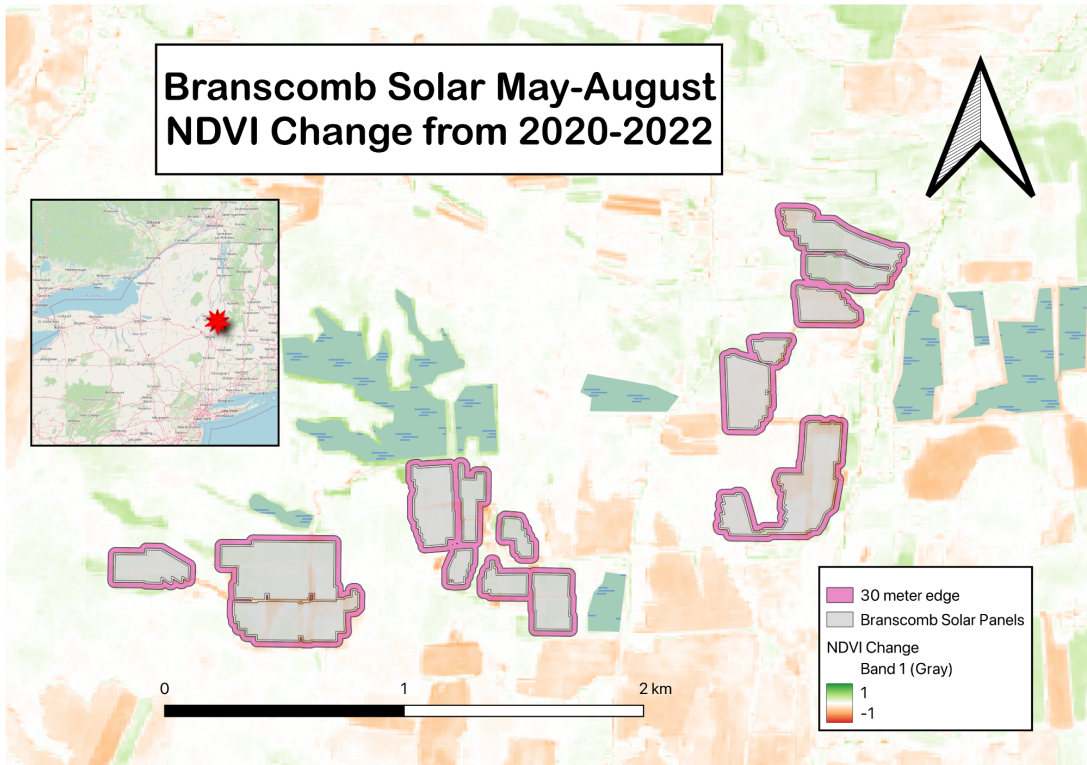 Branscomb Solar May-August
NDVI Change from 2020-2022
0
1
2 km
30 meter edge
Branscomb Solar Panels
NDVI Change
Band 1 (Gray)
1
-1